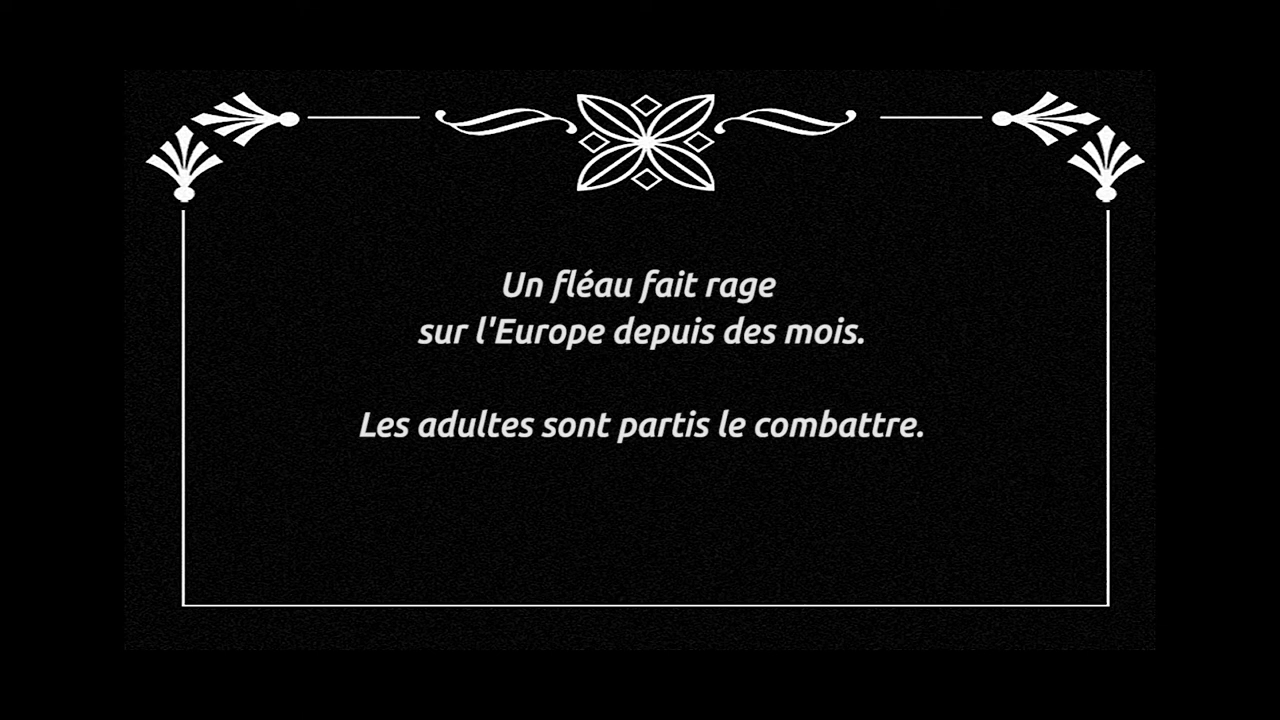 Un fléau fait rage
sur l'Europe depuis des mois.
Les adultes sont partis le combattre.